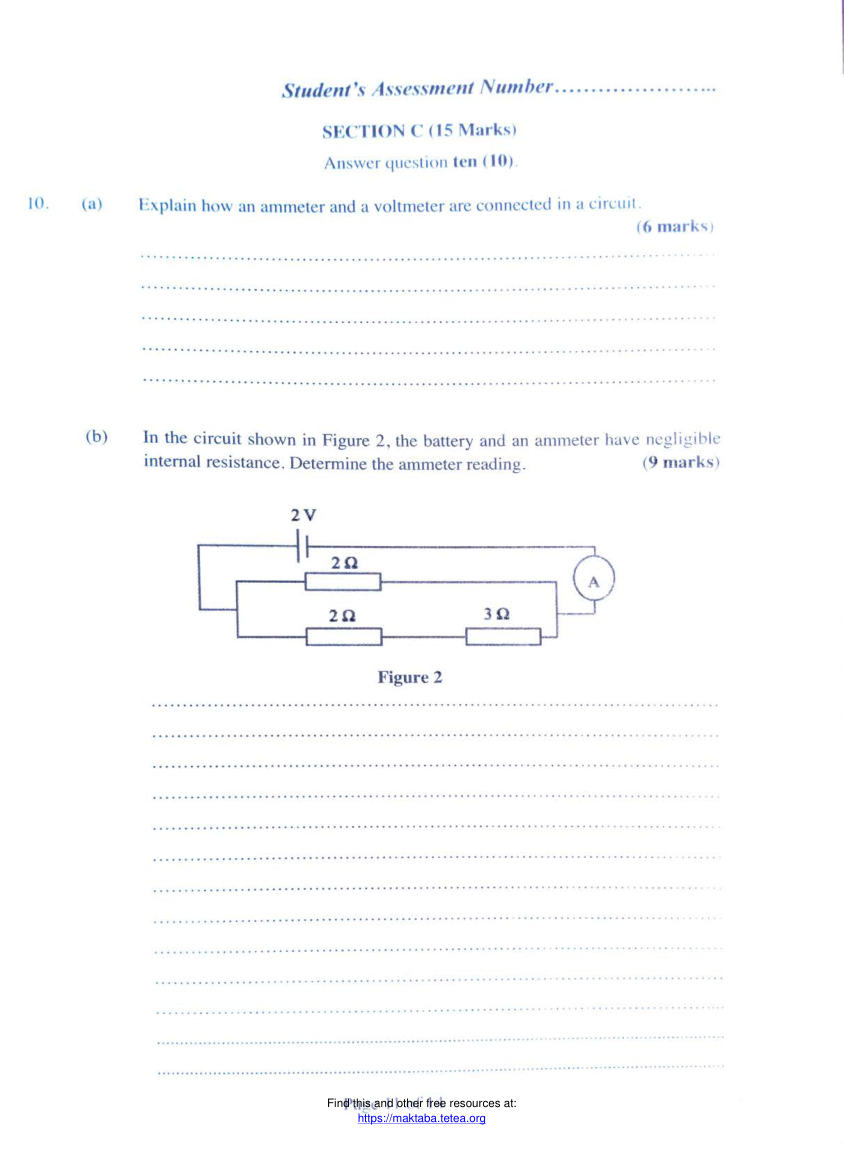 Student's Assessment Number.......................
SECTION C (15 Marks)
Answer question ten (10).
10. (a) Explain how an ammeter and a voltmeter are connected in a circuit.
(6 marks)
(b) In the circuit shown in Figure 2, the battery and an ammeter have negligible
internal resistance. Determine the ammeter reading. (9 marks)
2 V
2 Ω
A
2 Ω 3 Ω
Figure 2
Find this and other free resources at:
https://maktaba.tetea.org